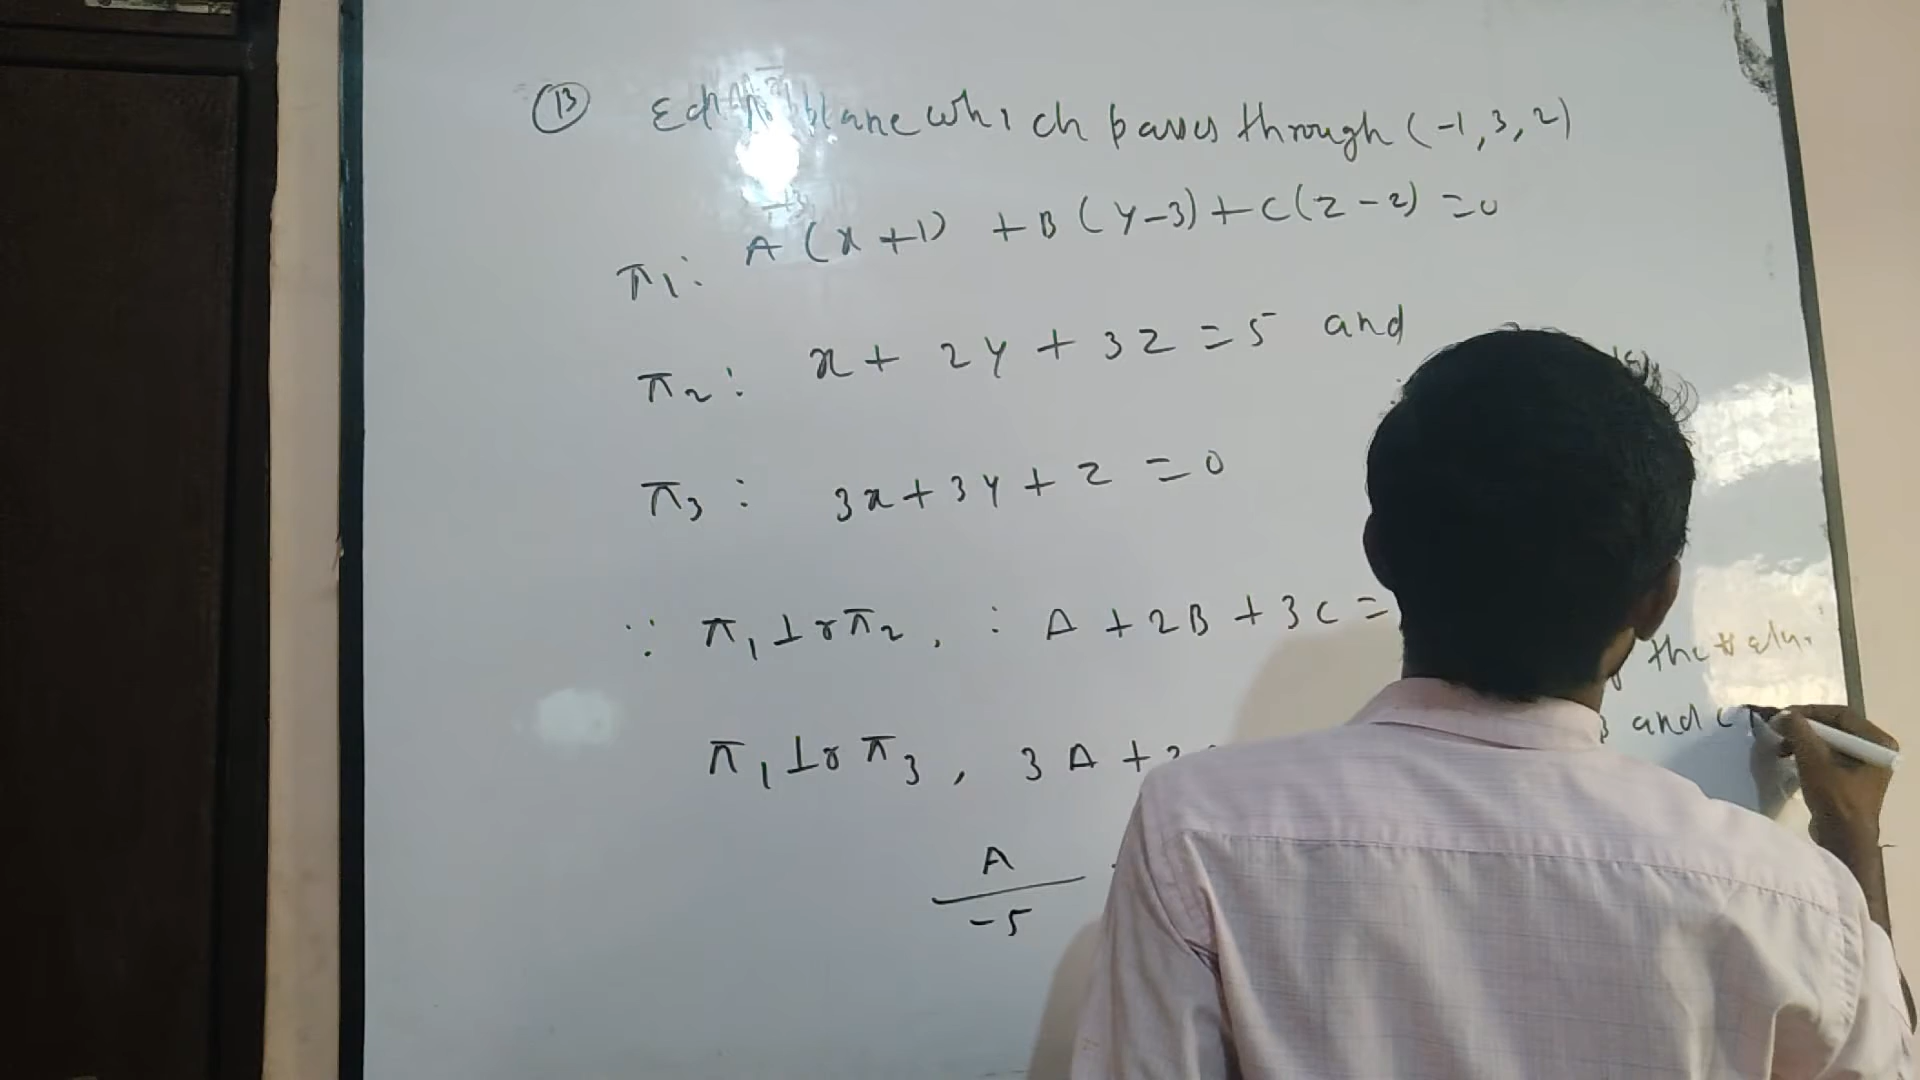 (13) Eqn of plane which passes through (-1, 3, 2)
π1: A(x+1) + B(y-3) + C(z-2) = 0
π2: x + 2y + 3z = 5 and
π3: 3x + 3y + z = 0
∵ π1 ⊥r π2, ∴ A + 2B + 3C =
the
and C
π1 ⊥r π3, 3A +
A
-5